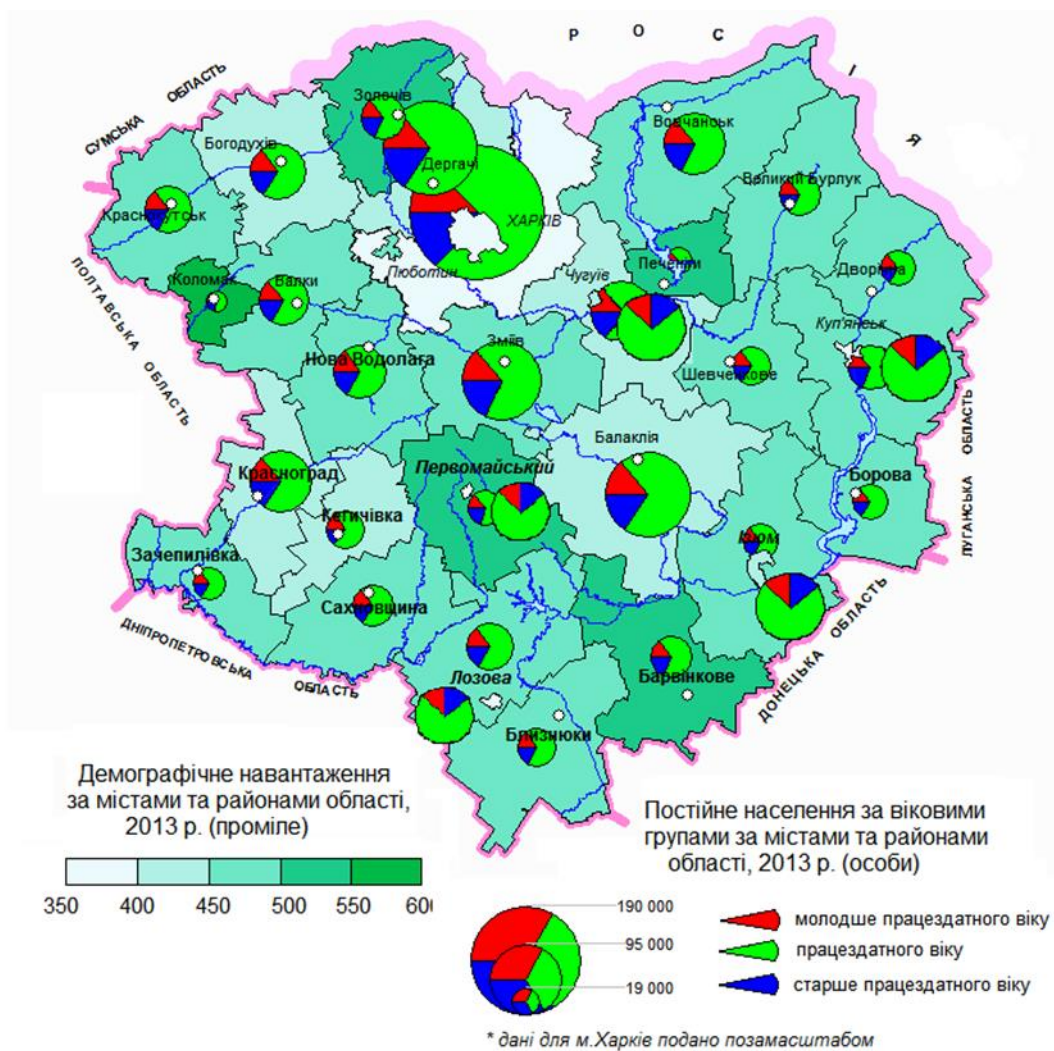 Р О С І Я
СУМСЬКА ОБЛАСТЬ
Золочів
Вовчанськ
Богодухів
Дергачі
Великий Бурлук
Краснокутськ
ХАРКІВ
ПОЛТАВСЬКА ОБЛАСТЬ
Коломак
Валки
Люботин
Чугуїв
Печеніги
Дворічна
Куп'янськ
Нова Водолага
Зміїв
Шевченкове
Балаклія
Первомайський
Красноград
Борова
ЛУГАНСЬКА ОБЛАСТЬ
Кегичівка
Ізюм
Зачепилівка
Сахновщина
ДНІПРОПЕТРОВСЬКА ОБЛАСТЬ
Лозова
Барвінкове
ДОНЕЦЬКА ОБЛАСТЬ
Близнюки
Демографічне навантаження
за містами та районами області,
2013 р. (проміле)
350 400 450 500 550 600
Постійне населення за віковими
групами за містами та районами
області, 2013 р. (особи)
190 000
95 000
19 000
молодше працездатного віку
працездатного віку
старше працездатного віку
* дані для м.Харків подано позамасштабом